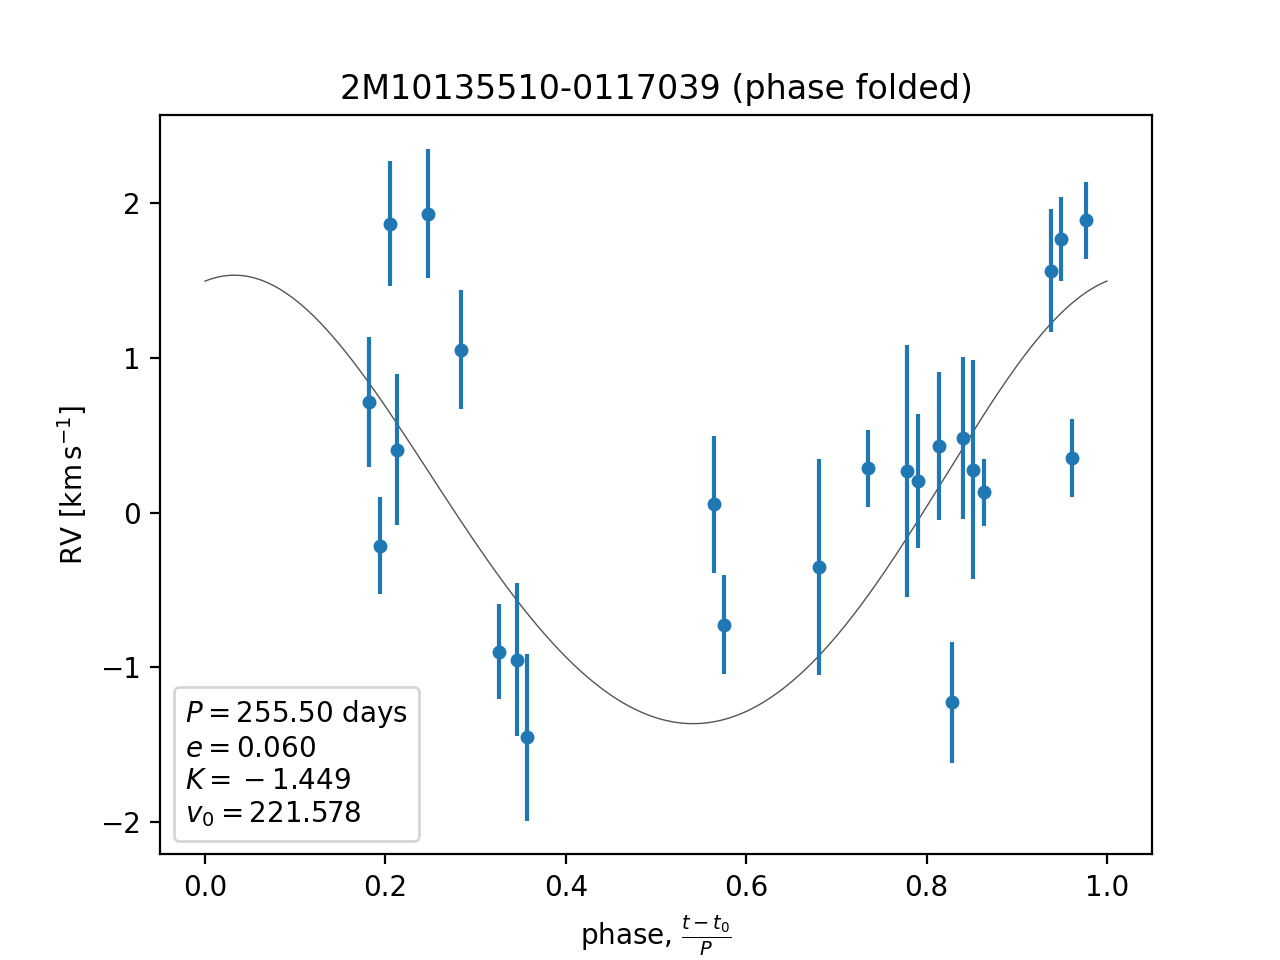 2M10135510-0117039 (phase folded)
RV [km s⁻¹]
2
1
0
−1
−2
P = 255.50 days
e = 0.060
K = −1.449
v₀ = 221.578
0.0 0.2 0.4 0.6 0.8 1.0
phase, (t − t₀)/P